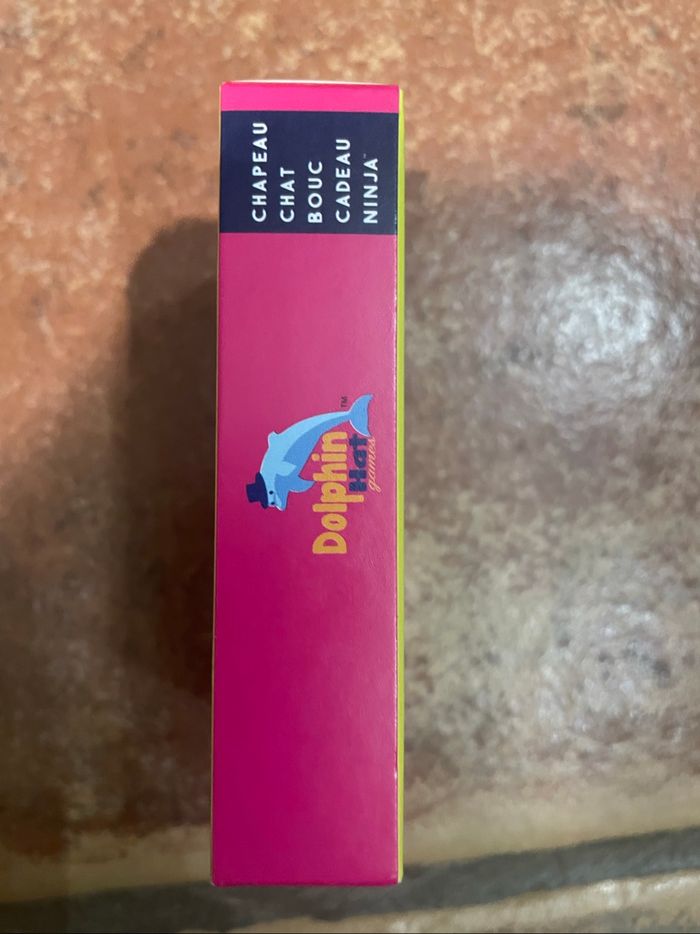 CHAPEAU
CHAT
BOUC
CADEAU
NINJA™
Dolphin™
Hat
games